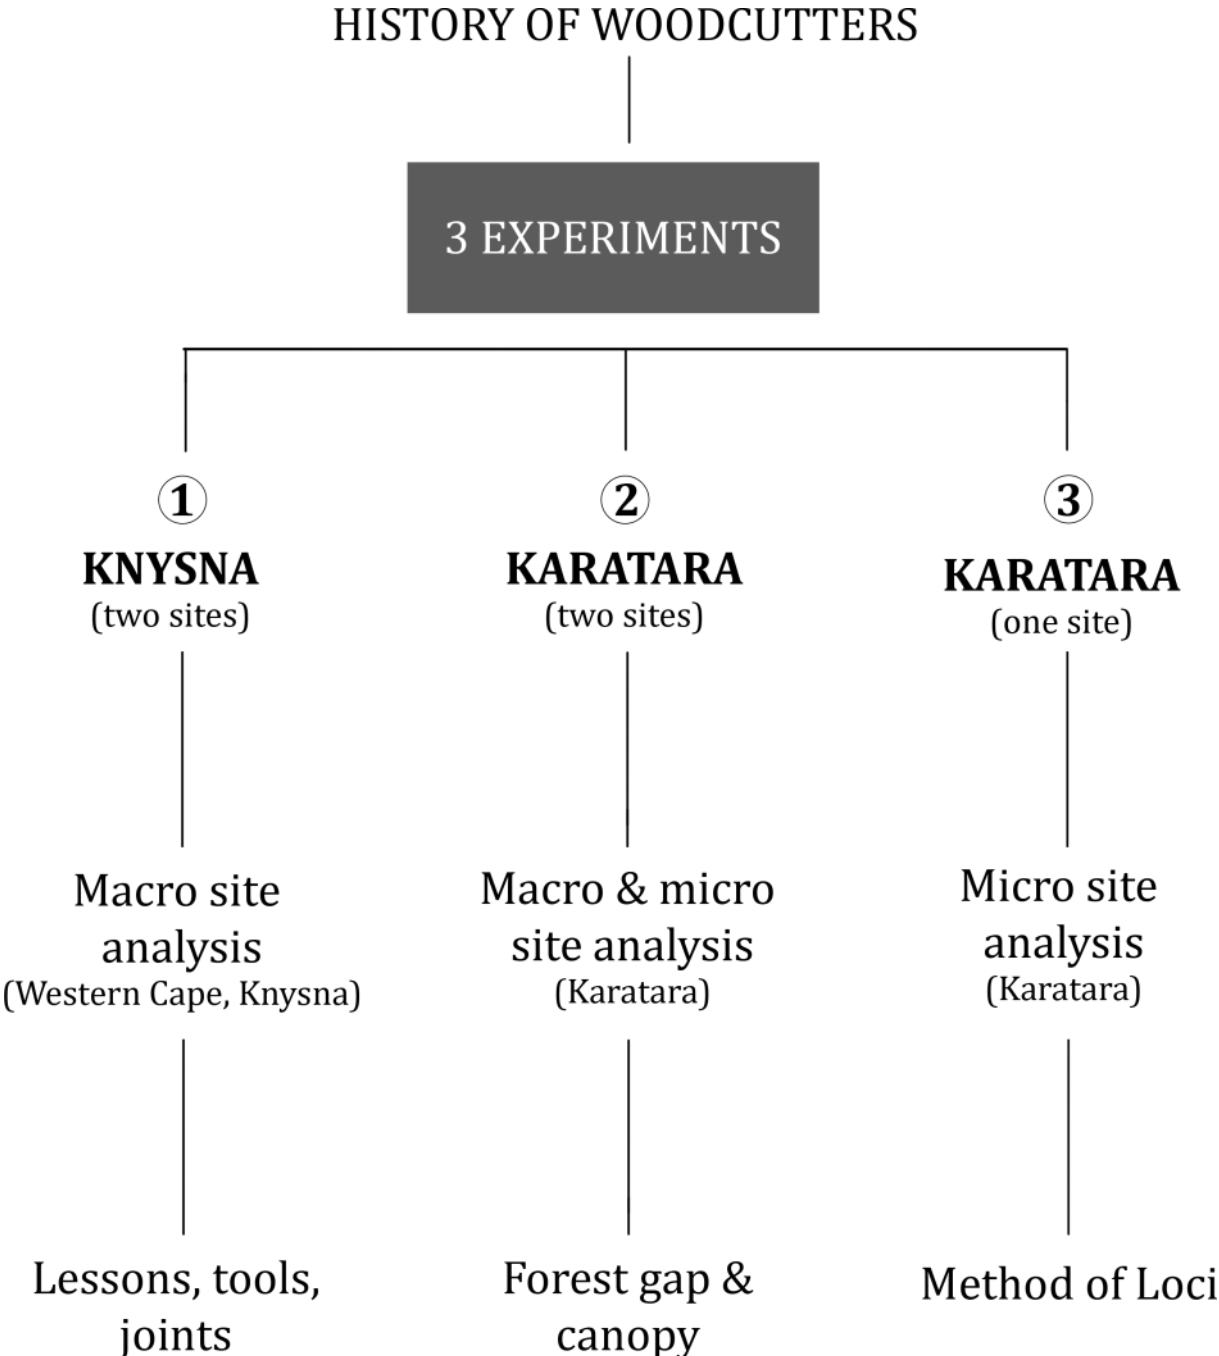 HISTORY OF WOODCUTTERS
3 EXPERIMENTS
1
KNYSNA
(two sites)
Macro site
analysis
(Western Cape, Knysna)
Lessons, tools,
joints
2
KARATARA
(two sites)
Macro & micro
site analysis
(Karatara)
Forest gap &
canopy
3
KARATARA
(one site)
Micro site
analysis
(Karatara)
Method of Loci